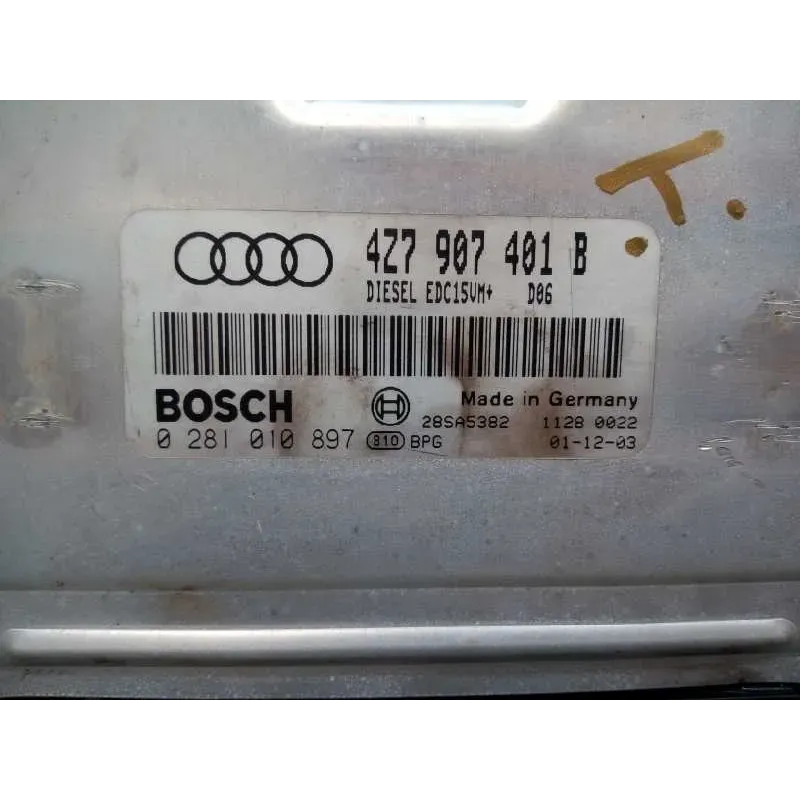 T.
4Z7 907 401 B
DIESEL EDC15VM+ D06
BOSCH Made in Germany
28SA5382 1128 0022
0 281 010 897 810 BPG 01-12-03